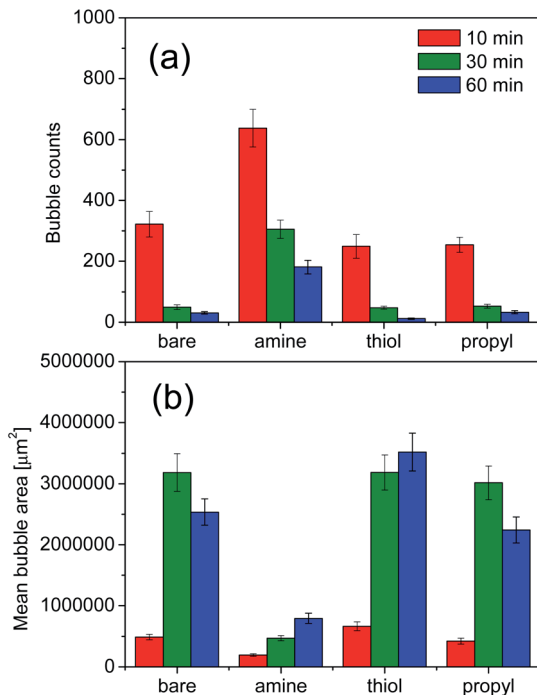 1000
800
600
400
200
0
Bubble counts
(a)
10 min
30 min
60 min
bare amine thiol propyl
5000000
4000000
3000000
2000000
1000000
0
Mean bubble area [μm²]
(b)
bare amine thiol propyl